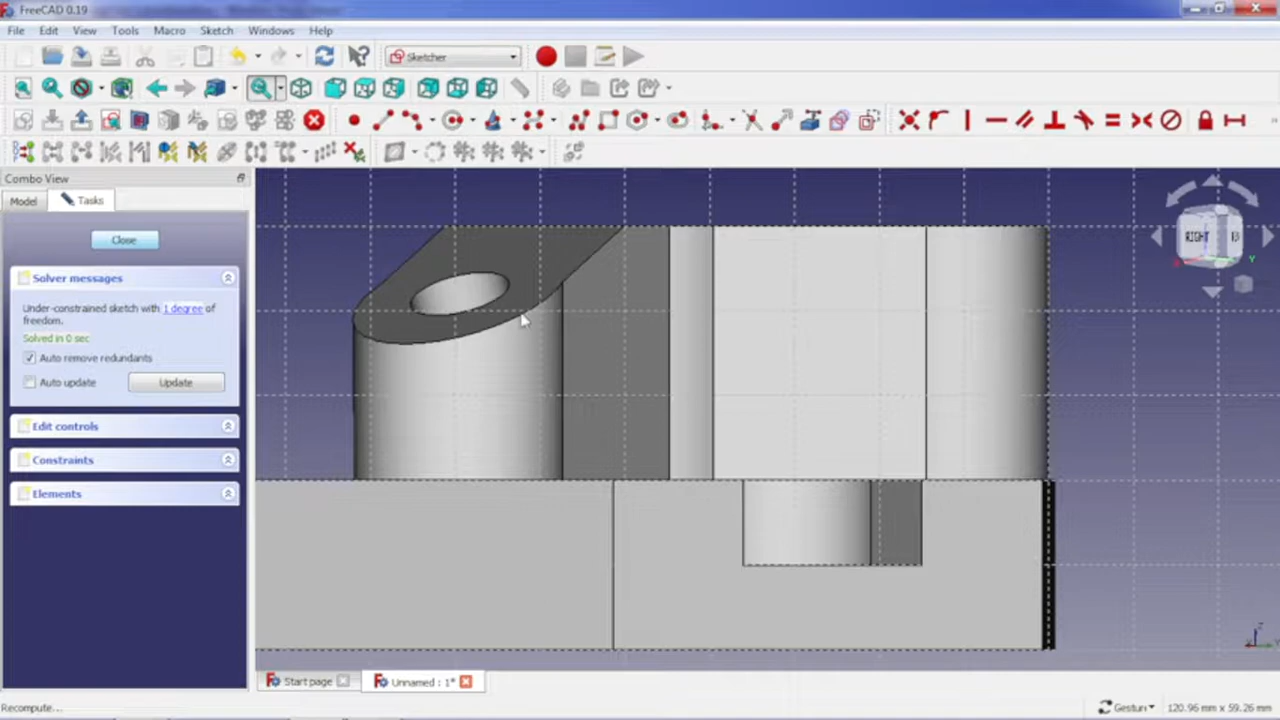 FreeCAD 0.19
File Edit View Tools Macro Sketch Windows Help
Sketcher
Combo View
Model Tasks
Close
Solver messages
Under-constrained sketch with 1 degree of
freedom.
Solved in 0 sec
Auto remove redundants
Auto update Update
Edit controls
Constraints
Elements
RIGHT
Z
Y
Start page Unnamed : 1*
Recompute... Gesture 120.96 mm x 59.26 mm